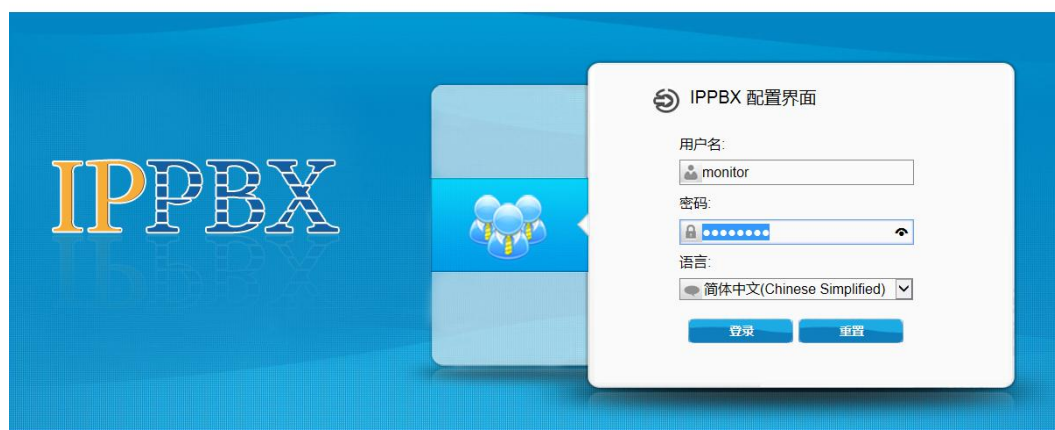 IPPBX
IPPBX 配置界面
用户名:
monitor
密码:
••••••••
语言:
简体中文(Chinese Simplified)
登录
重置